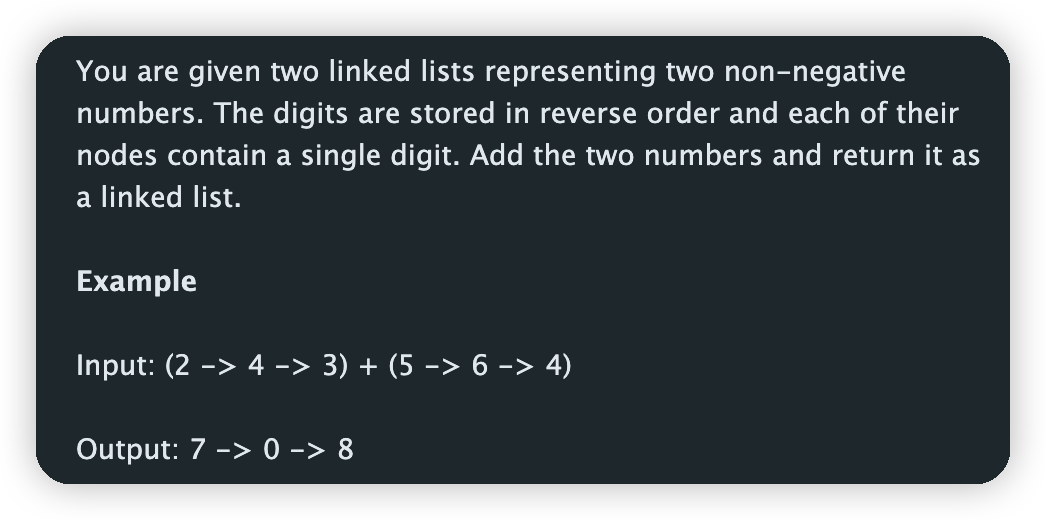 You are given two linked lists representing two non-negative
numbers. The digits are stored in reverse order and each of their
nodes contain a single digit. Add the two numbers and return it as
a linked list.
Example
Input: (2 -> 4 -> 3) + (5 -> 6 -> 4)
Output: 7 -> 0 -> 8